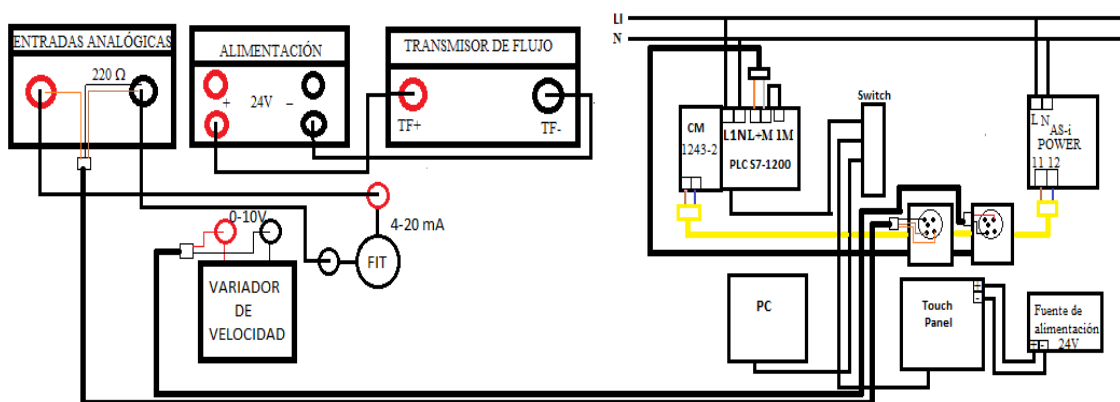 ENTRADAS ANALÓGICAS
220 Ω
ALIMENTACIÓN
+ 24V −
TRANSMISOR DE FLUJO
TF+
TF-
0-10V
4-20 mA
FIT
VARIADOR
DE
VELOCIDAD
LI
N
Switch
CM
1243-2
L1NL+M 1M
PLC S7-1200
L N
AS-i
POWER
11 12
PC
Touch
Panel
+
-
Fuente de
alimentación
+ - 24V